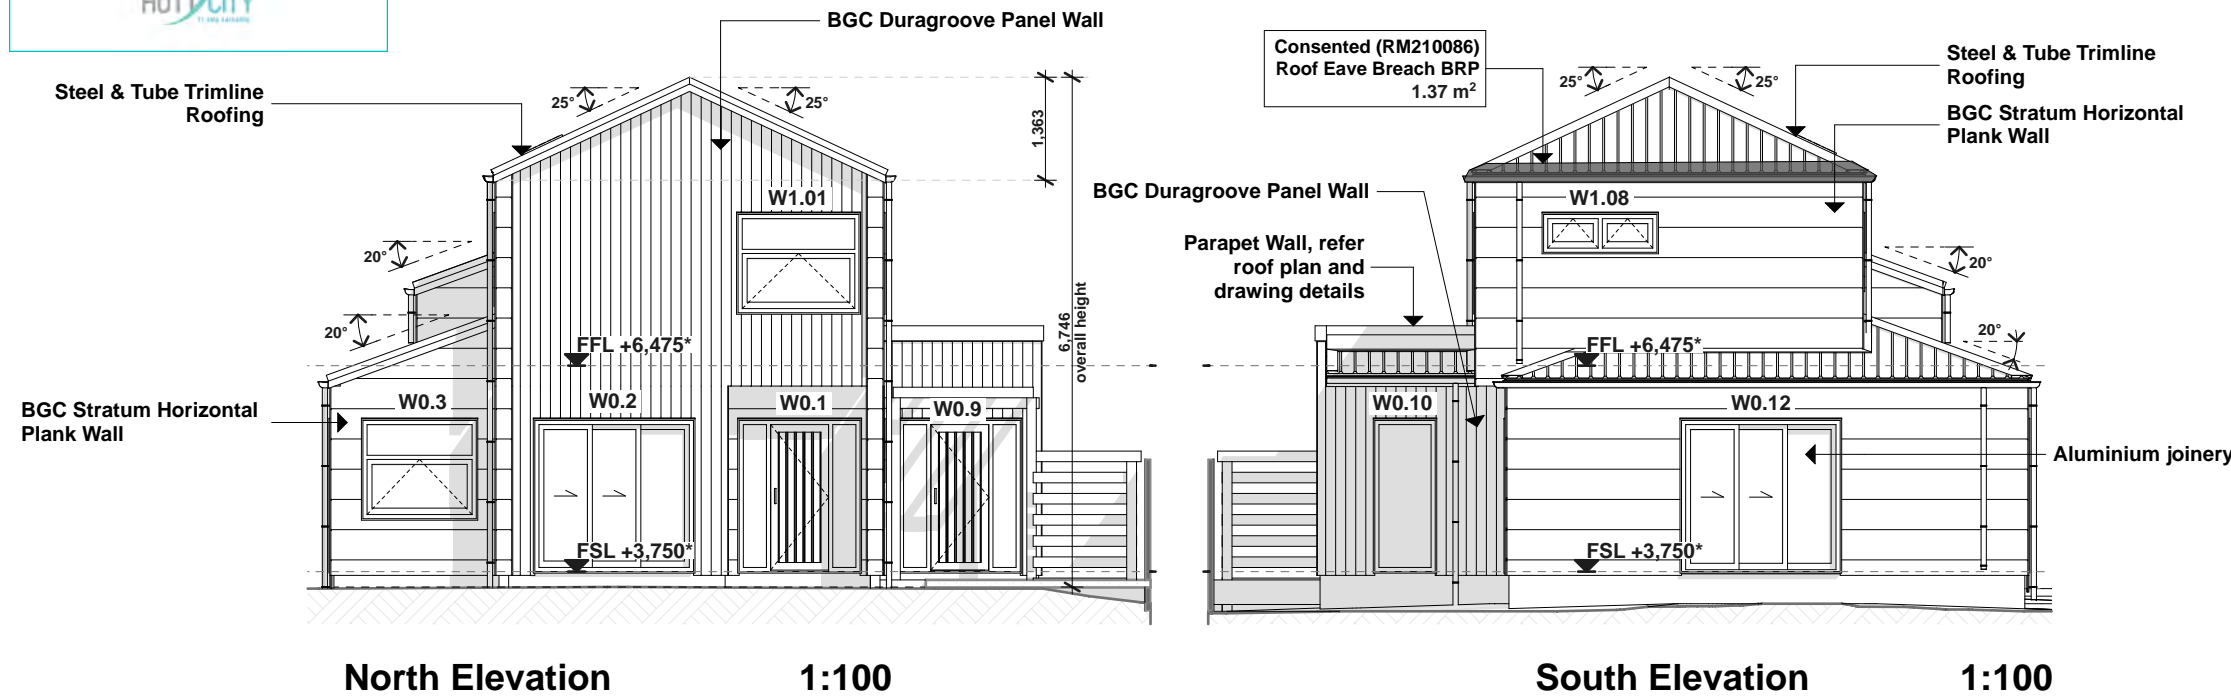 HUTT CITY
BGC Duragroove Panel Wall
Steel & Tube Trimline
Roofing
25°
25°
1,363
W1.01
20°
20°
6,746
overall height
FFL +6,475*
BGC Stratum Horizontal
Plank Wall
W0.3
W0.2
W0.1
W0.9
FSL +3,750*
North Elevation
1:100
Consented (RM210086)
Roof Eave Breach BRP
1.37 m²
25°
25°
Steel & Tube Trimline
Roofing
BGC Stratum Horizontal
Plank Wall
BGC Duragroove Panel Wall
W1.08
Parapet Wall, refer
roof plan and
drawing details
20°
20°
FFL +6,475*
W0.10
W0.12
Aluminium joinery
FSL +3,750*
South Elevation
1:100